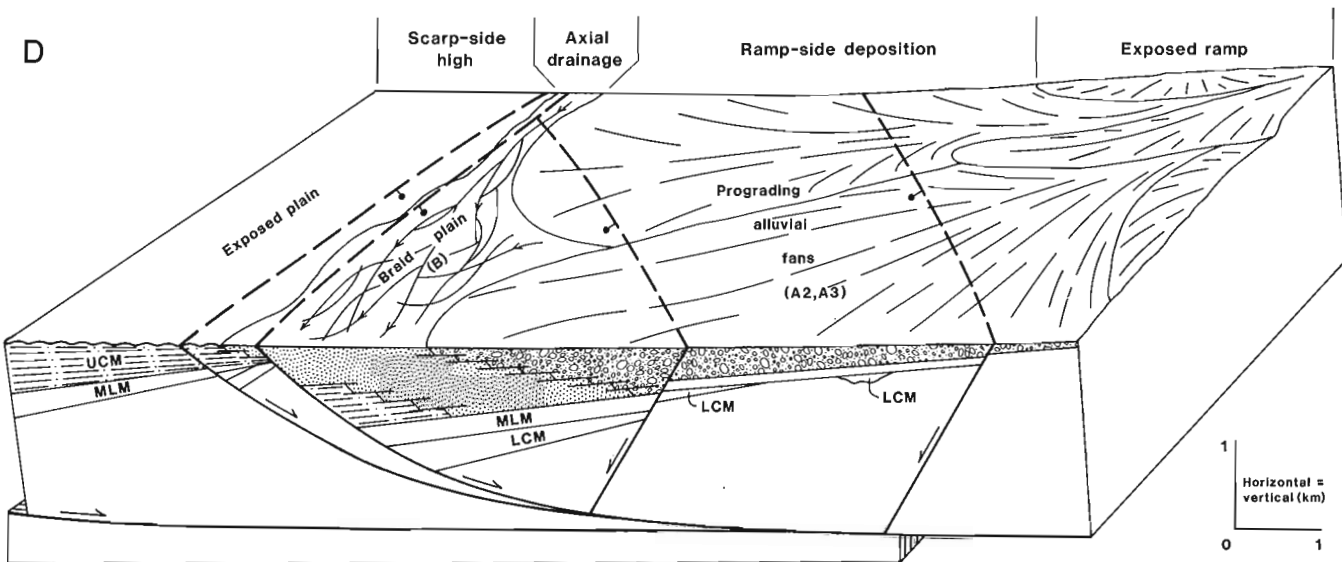 D
Scarp-side
high
Axial
drainage
Ramp-side deposition
Exposed ramp
Exposed plain
Braid plain
(B)
Prograding
alluvial
fans
(A2,A3)
UCM
MLM
MLM
LCM
LCM
LCM
1
Horizontal =
vertical (km)
0 1